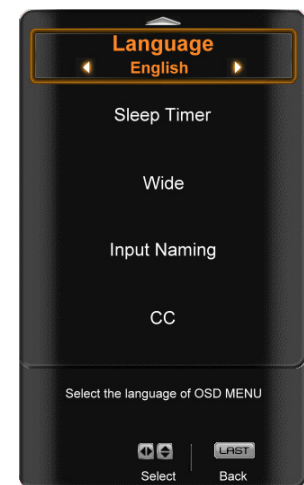 Language
English
Sleep Timer
Wide
Input Naming
CC
Select the language of OSD MENU
LAST
Select Back